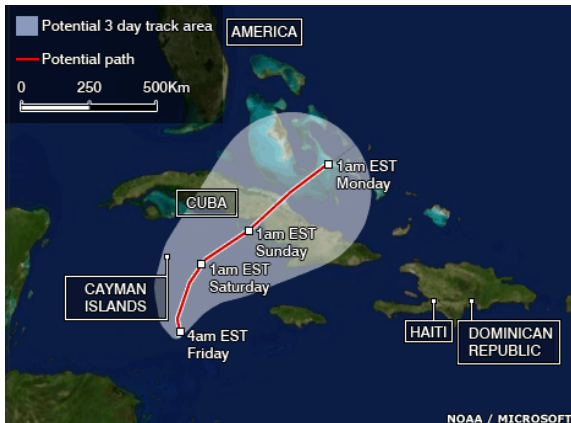 Potential 3 day track area
Potential path
0 250 500Km
AMERICA
1am EST
Monday
CUBA
1am EST
Sunday
1am EST
Saturday
CAYMAN
ISLANDS
4am EST
Friday
HAITI
DOMINICAN
REPUBLIC
NOAA / MICROSOFT